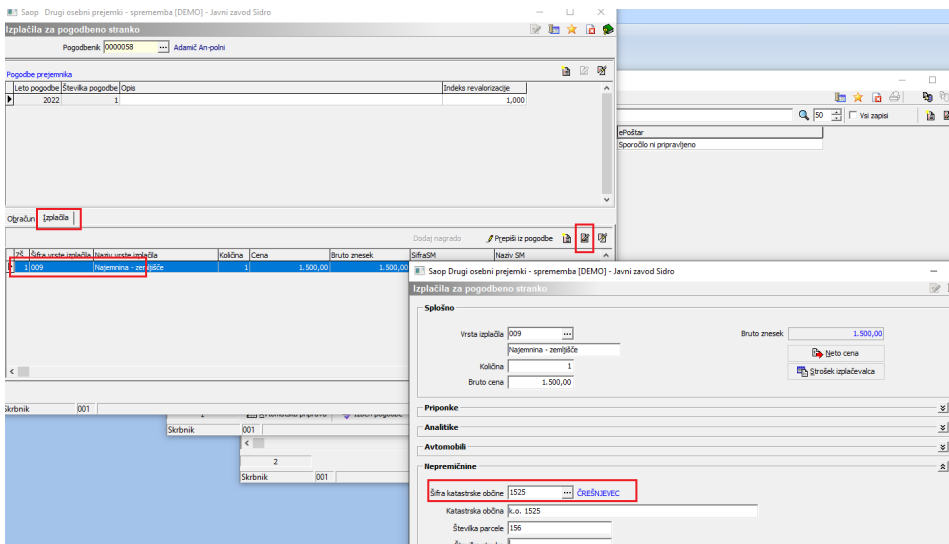 Saop Drugi osebni prejemki - sprememba [DEMO] - Javni zavod Sidro
Izplačila za pogodbeno stranko
Pogodbenik 0000058 ... Adamič An-polni
Pogodbe prejemnika
Leto pogodbe Številka pogodbe Opis Indeks revalorizacije
2022 1 1,000
50 Vsi zapisi
ePoštar
Sporočilo ni pripravljeno
Obračun Izplačila
Dodaj nagrado Prepiši iz pogodbe
ZŠ Šifra vrste izplačila Naziv vrste izplačila Količina Cena Bruto znesek SifraSM Naziv SM
1 009 Najemnina - zemljišče 1 1.500,00 1.500,00
Saop Drugi osebni prejemki - sprememba [DEMO] - Javni zavod Sidro
Izplačila za pogodbeno stranko
Splošno
Vrsta izplačila 009 ... Bruto znesek 1.500,00
Najemnina - zemljišče
Neto cena
Količina 1
Strošek izplačevalca
Bruto cena 1.500,00
Priponke
Analitike
Avtomobili
Nepremičnine
Šifra katastrske občine 1525 ... ČREŠNJEVEC
Katastrska občina k.o. 1525
Številka parcele 156
Skrbnik 001
Skrbnik 001
2
Skrbnik 001